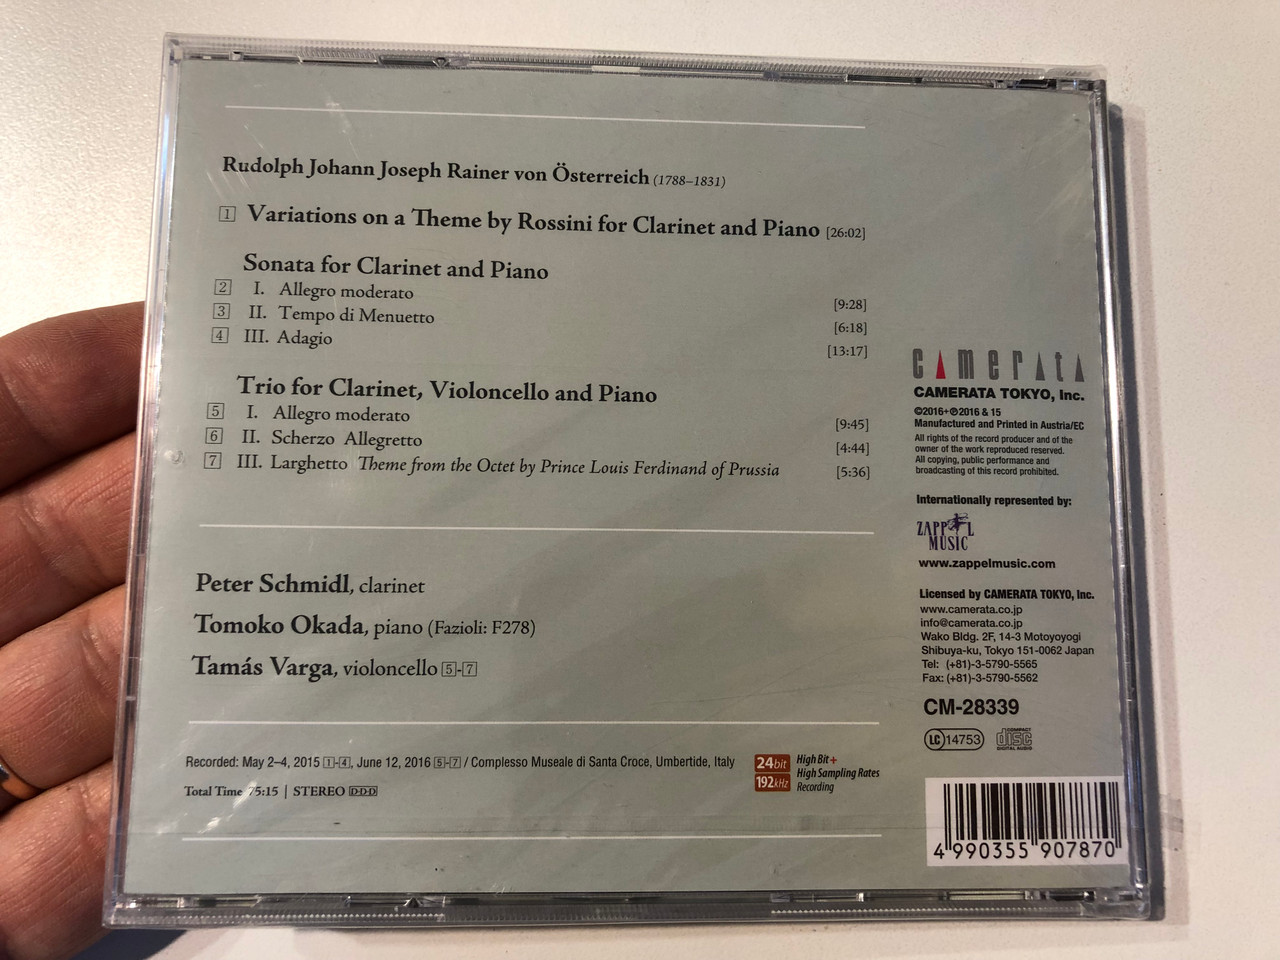 Rudolph Johann Joseph Rainer von Österreich (1788–1831)
1 Variations on a Theme by Rossini for Clarinet and Piano [26:02]
Sonata for Clarinet and Piano
2 I. Allegro moderato [9:28]
3 II. Tempo di Menuetto [6:18]
4 III. Adagio [13:17]
Trio for Clarinet, Violoncello and Piano
5 I. Allegro moderato [9:45]
6 II. Scherzo Allegretto [4:44]
7 III. Larghetto Theme from the Octet by Prince Louis Ferdinand of Prussia [5:36]
Peter Schmidl, clarinet
Tomoko Okada, piano (Fazioli: F278)
Tamás Varga, violoncello 5-7
Recorded: May 2–4, 2015 1-4, June 12, 2016 5-7 / Complesso Museale di Santa Croce, Umbertide, Italy
Total Time 75:15 | STEREO DDD
24bit
192kHz
High Bit+
High Sampling Rates
Recording
camerata
CAMERATA TOKYO, Inc.
©2016+℗2016 & 15
Manufactured and Printed in Austria/EC
All rights of the record producer and of the
owner of the work reproduced reserved.
All copying, public performance and
broadcasting of this record prohibited.
Internationally represented by:
ZAPPEL
MUSIC
www.zappelmusic.com
Licensed by CAMERATA TOKYO, Inc.
www.camerata.co.jp
info@camerata.co.jp
Wako Bldg. 2F, 14-3 Motoyoyogi
Shibuya-ku, Tokyo 151-0062 Japan
Tel: (+81)-3-5790-5565
Fax: (+81)-3-5790-5562
CM-28339
LC 14753
COMPACT
disc
DIGITAL AUDIO
4 990355 907870